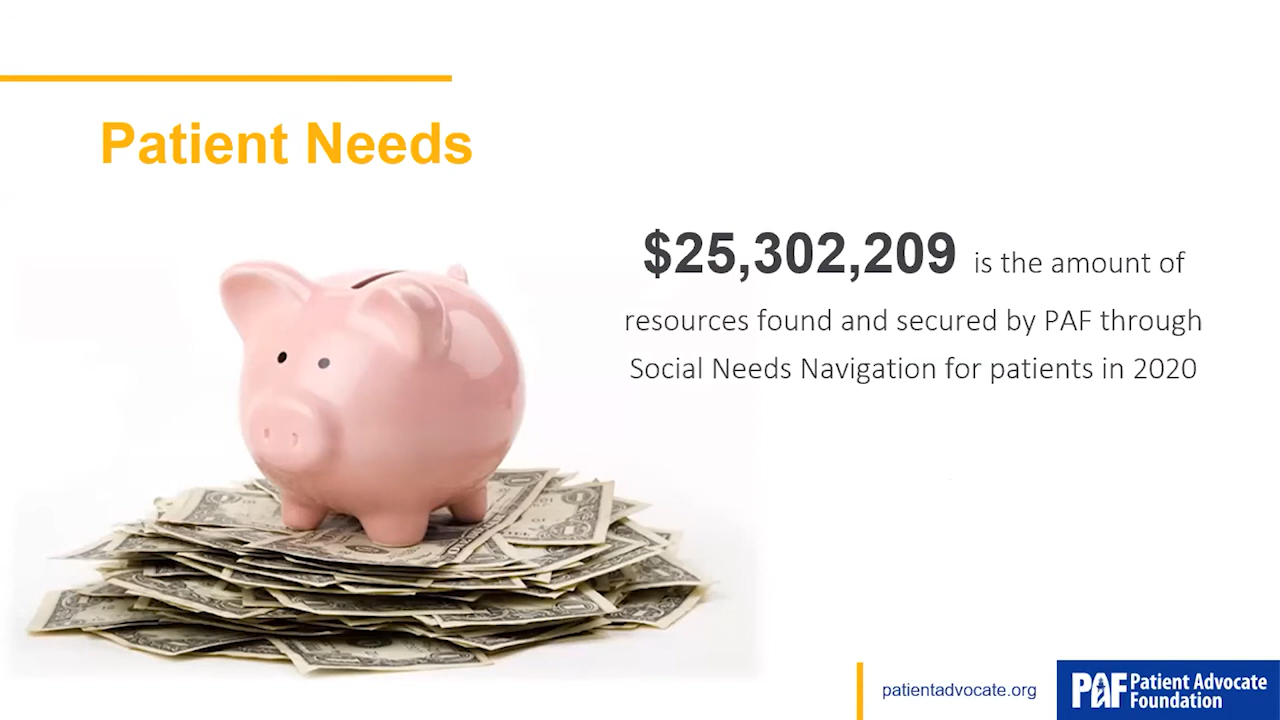 Patient Needs
$25,302,209 is the amount of
resources found and secured by PAF through
Social Needs Navigation for patients in 2020
patientadvocate.org
PAF Patient Advocate
Foundation